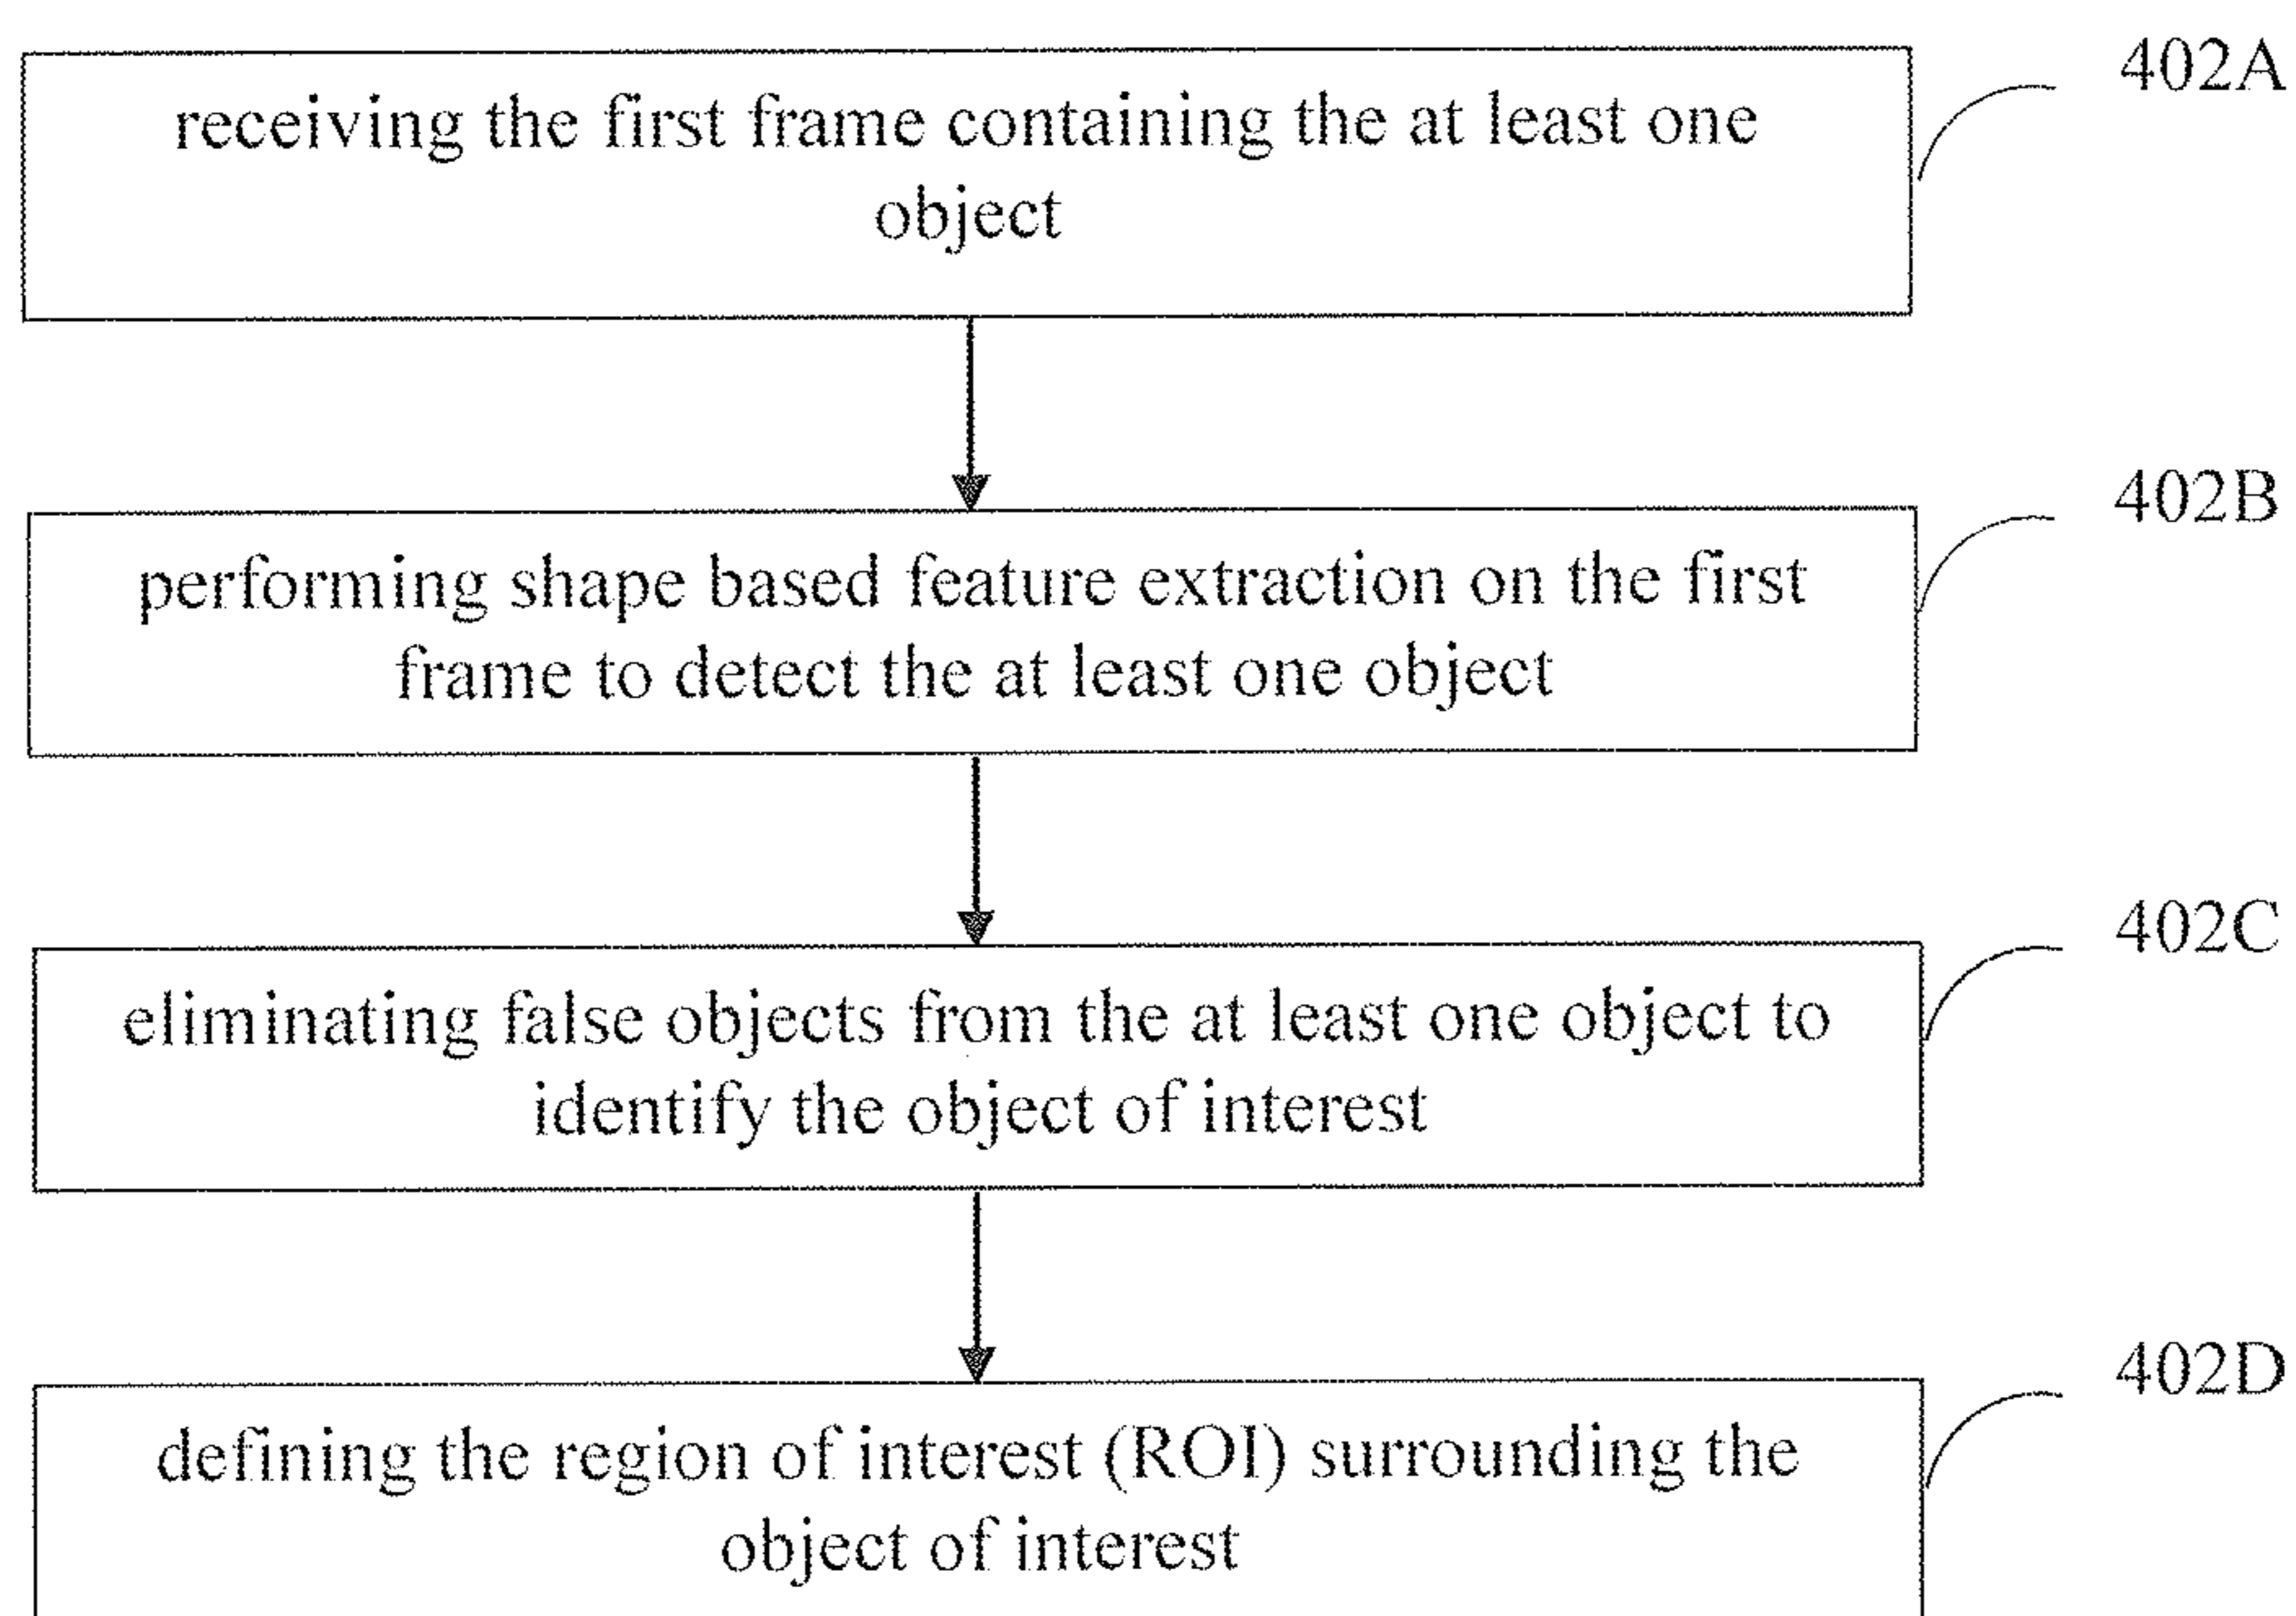 402A
receiving the first frame containing the at least one
object
402B
performing shape based feature extraction on the first
frame to detect the at least one object
402C
eliminating false objects from the at least one object to
identify the object of interest
402D
defining the region of interest (ROI) surrounding the
object of interest